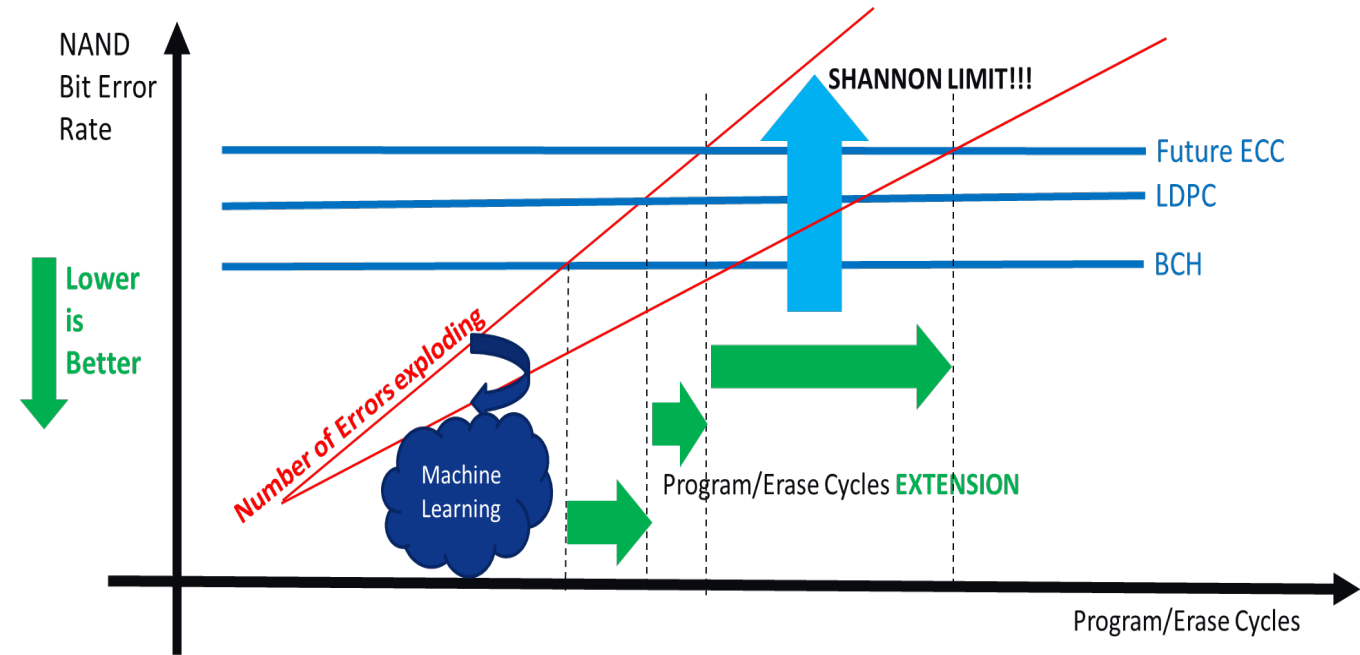 NAND
Bit Error
Rate
SHANNON LIMIT!!!
Future ECC
LDPC
BCH
Lower
is
Better
Number of Errors exploding
Machine
Learning
Program/Erase Cycles EXTENSION
Program/Erase Cycles